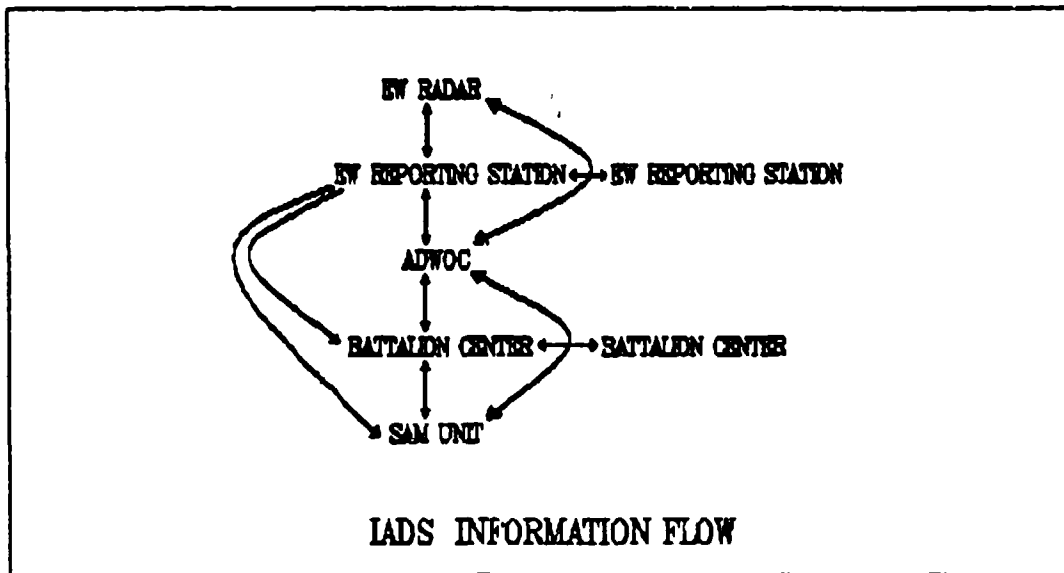 EW RADAR
EW REPORTING STATION EW REPORTING STATION
ADWOC
BATTALION CENTER BATTALION CENTER
SAM UNIT
IADS INFORMATION FLOW